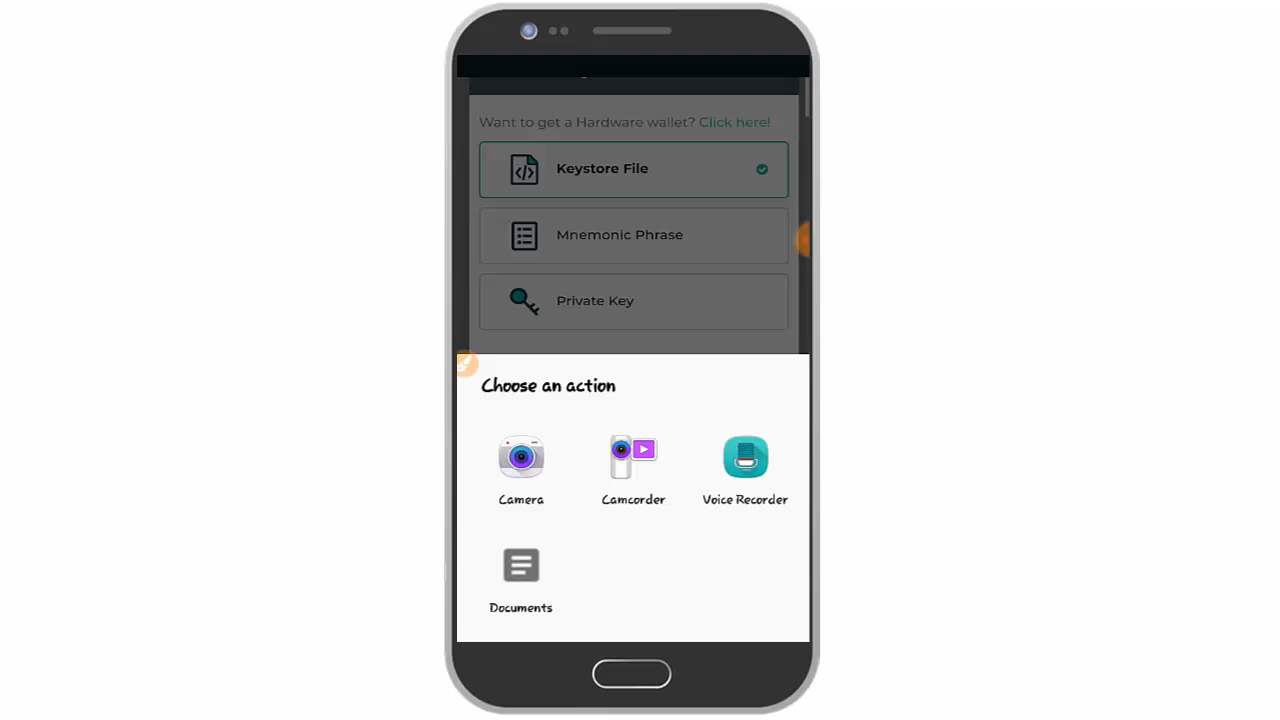 Want to get a Hardware wallet? Click here!
Keystore File
Mnemonic Phrase
Private Key
Choose an action
Camera
Camcorder
Voice Recorder
Documents